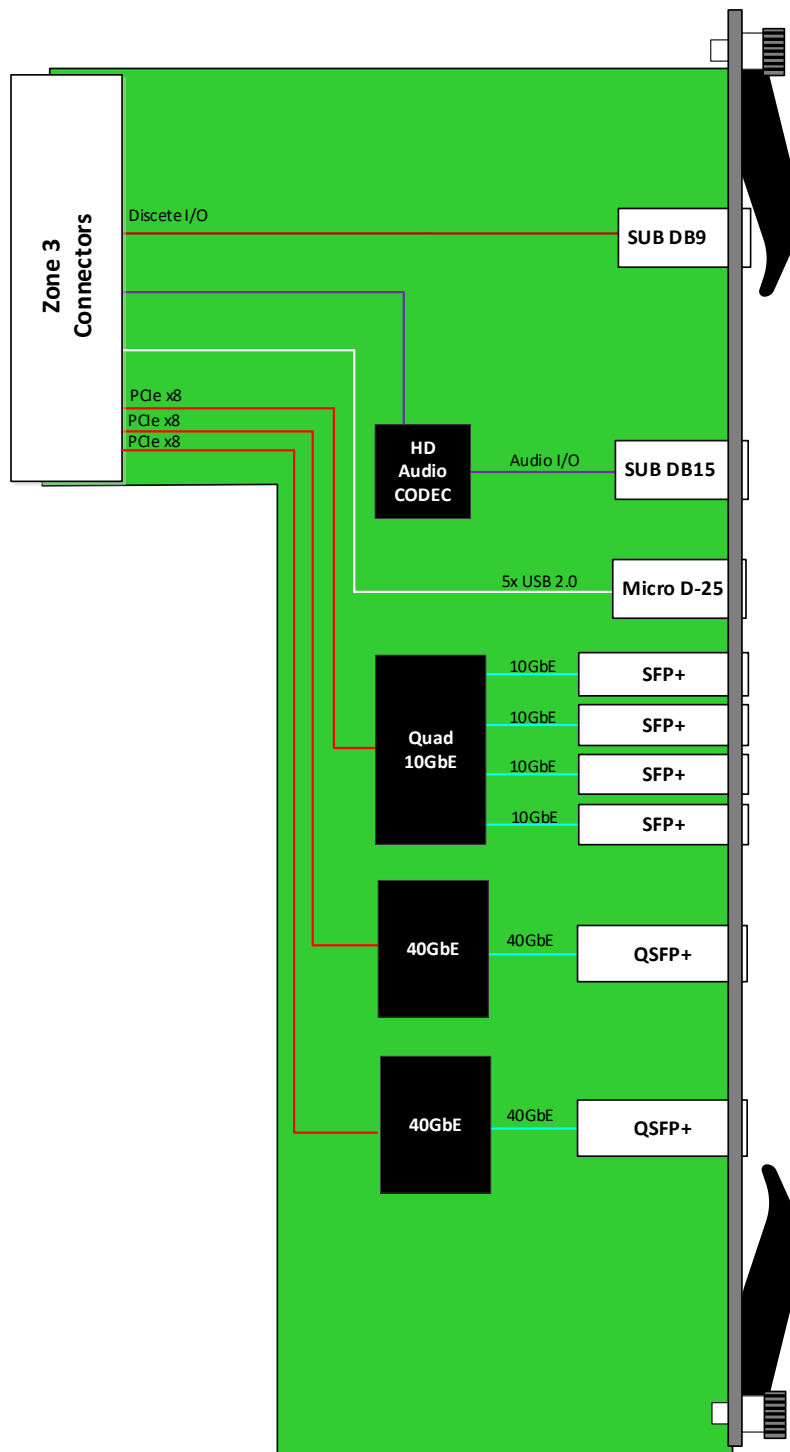 Zone 3
Connectors
Discete I/O
SUB DB9
PCIe x8
PCIe x8
PCIe x8
HD
Audio
CODEC
Audio I/O
SUB DB15
5x USB 2.0
Micro D-25
Quad
10GbE
10GbE
SFP+
10GbE
SFP+
10GbE
SFP+
10GbE
SFP+
40GbE
40GbE
QSFP+
40GbE
40GbE
QSFP+